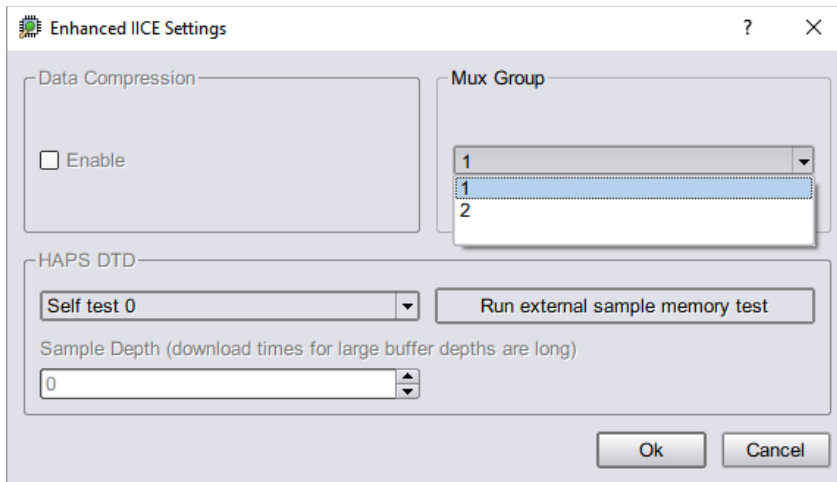 Enhanced IICE Settings
?
Data Compression
Mux Group
Enable
1
1
2
HAPS DTD
Self test 0
Run external sample memory test
Sample Depth (download times for large buffer depths are long)
0
Ok
Cancel